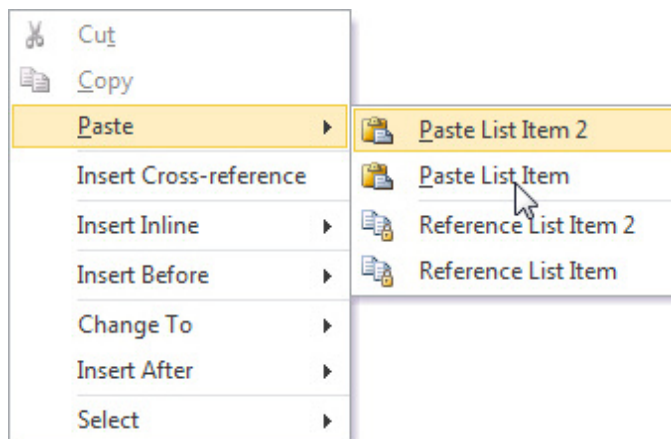 Cut
Copy
Paste
Insert Cross-reference
Insert Inline
Insert Before
Change To
Insert After
Select
Paste List Item 2
Paste List Item
Reference List Item 2
Reference List Item